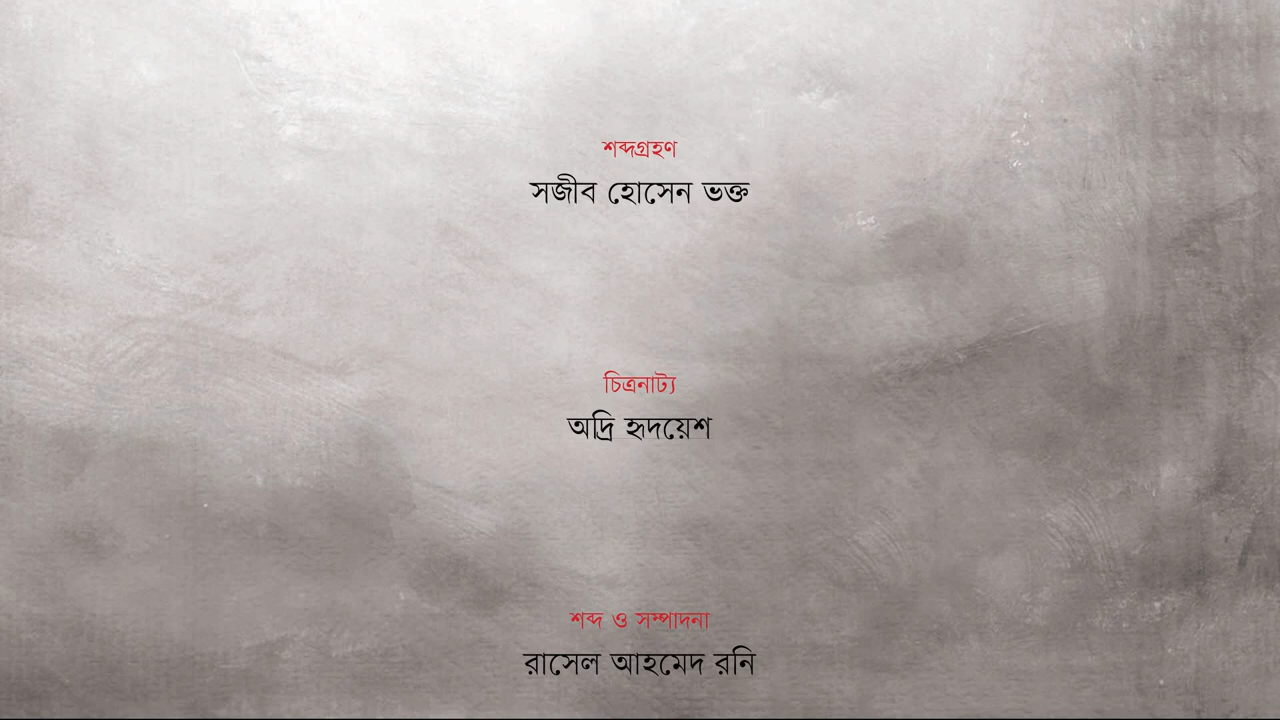 শব্দগ্রহণ
সজীব হোসেন ভক্ত
চিত্রনাট্য
অদ্রি হৃদয়েশ
শব্দ ও সম্পাদনা
রাসেল আহমেদ রনি